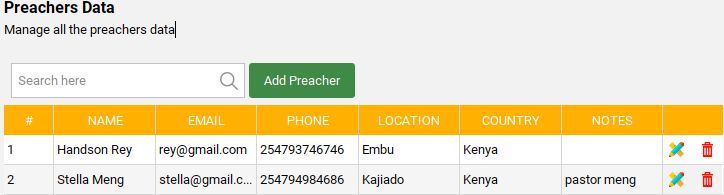 Preachers Data
Manage all the preachers data
Search here Add Preacher
# NAME EMAIL PHONE LOCATION COUNTRY NOTES
1 Handson Rey rey@gmail.com 254793746746 Embu Kenya
2 Stella Meng stella@gmail.c... 254794984686 Kajiado Kenya pastor meng